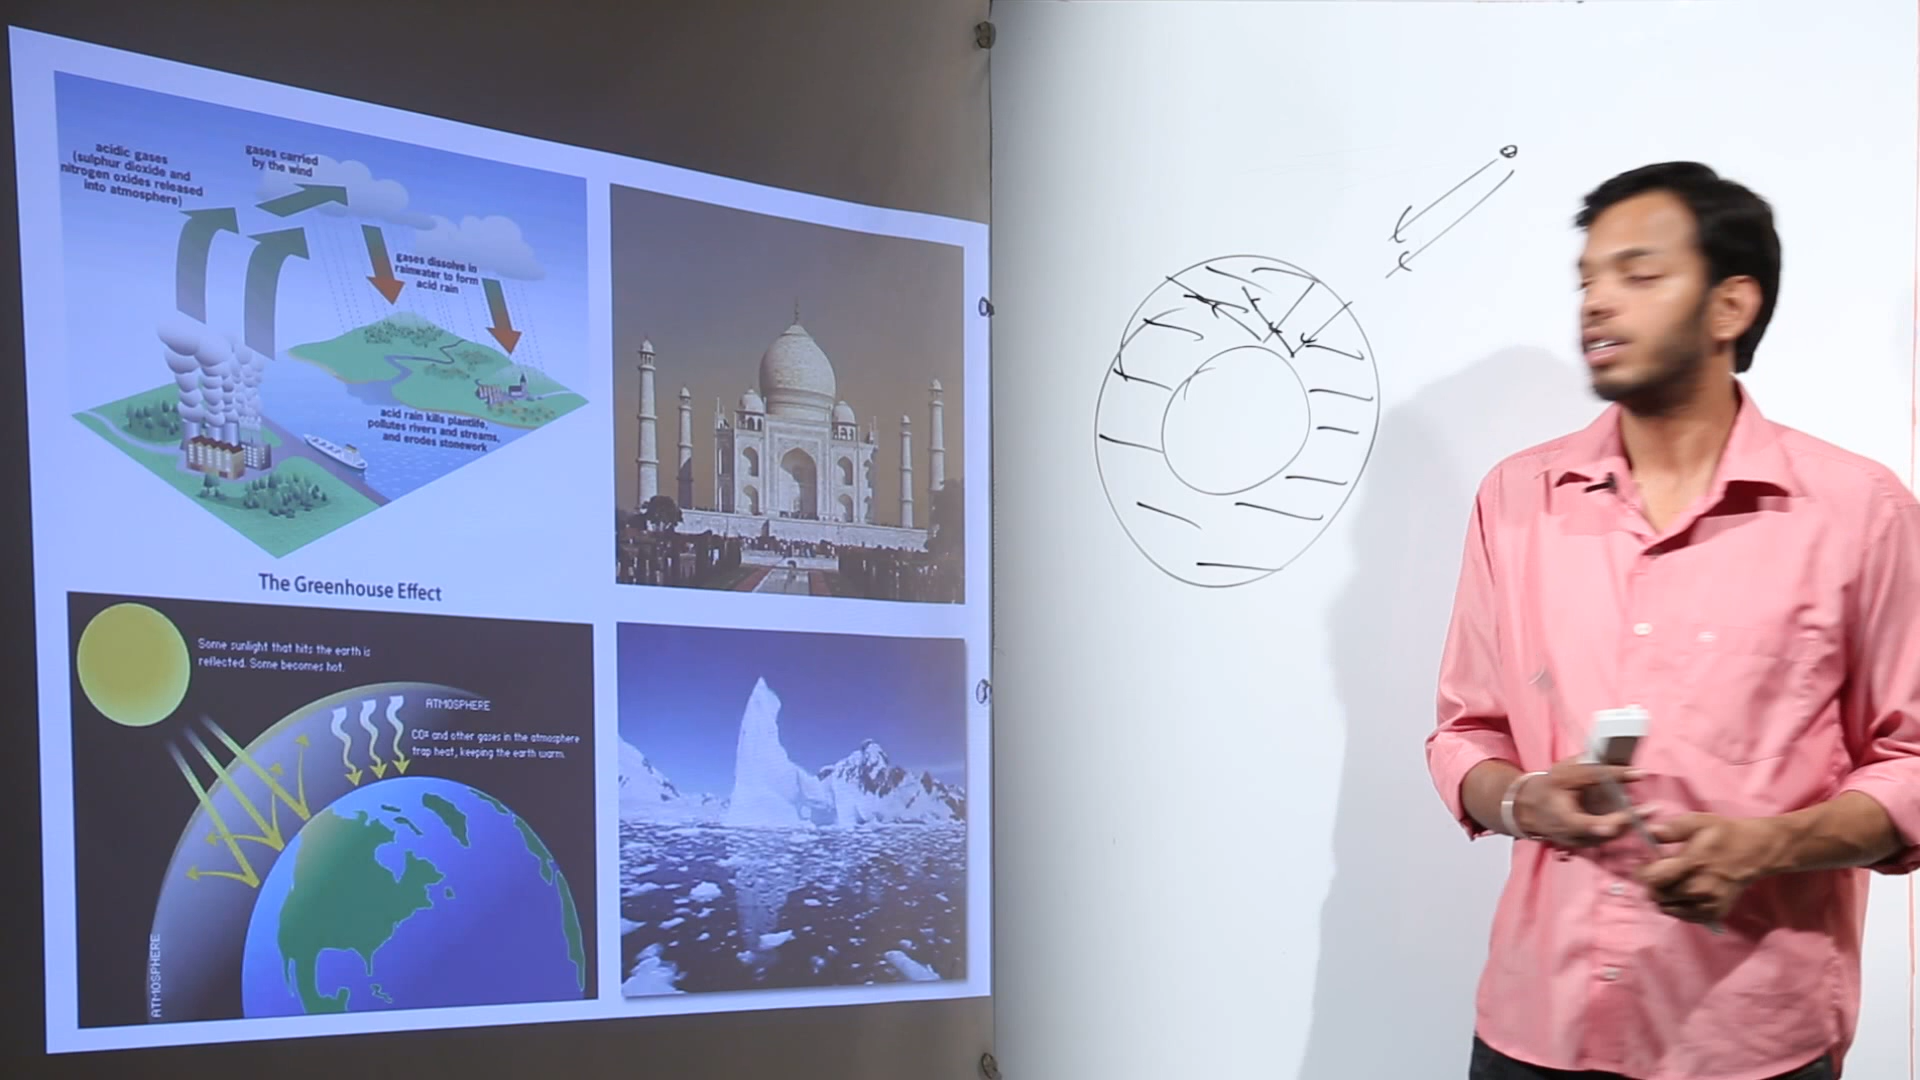 acidic gases
(sulphur dioxide and
nitrogen oxides released
into atmosphere)
gases carried
by the wind
gases dissolve in
rainwater to form
acid rain
acid rain kills plantlife,
pollutes rivers and streams,
and erodes stonework
The Greenhouse Effect
Some sunlight that hits the earth is
reflected. Some becomes hot.
ATMOSPHERE
CO² and other gases in the atmosphere
trap heat, keeping the earth warm.
ATMOSPHERE